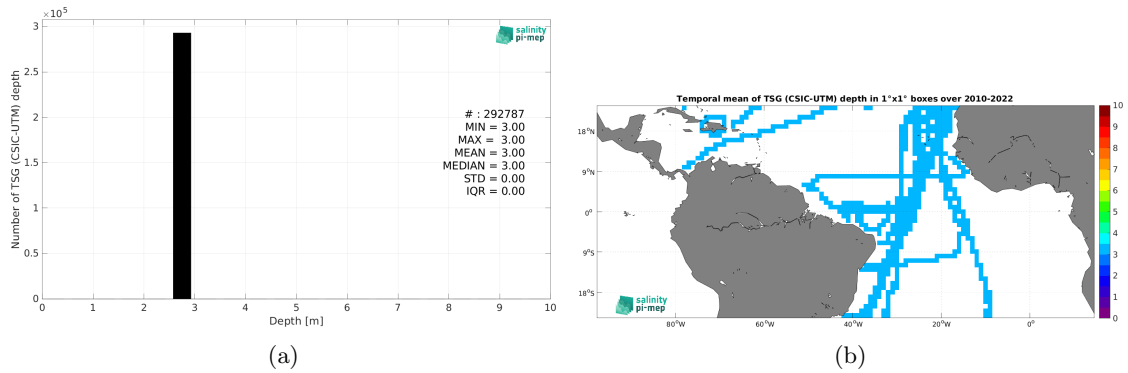 ×10⁵
3
2.5
2
1.5
1
0.5
0
Number of TSG (CSIC-UTM) depth
0 1 2 3 4 5 6 7 8 9 10
Depth [m]
salinity
pi-mep
# : 292787
MIN = 3.00
MAX = 3.00
MEAN = 3.00
MEDIAN = 3.00
STD = 0.00
IQR = 0.00
(a)
Temporal mean of TSG (CSIC-UTM) depth in 1°x1° boxes over 2010-2022
18°N
9°N
0°
9°S
18°S
80°W 60°W 40°W 20°W 0°
salinity
pi-mep
10
9
8
7
6
5
4
3
2
1
0
(b)